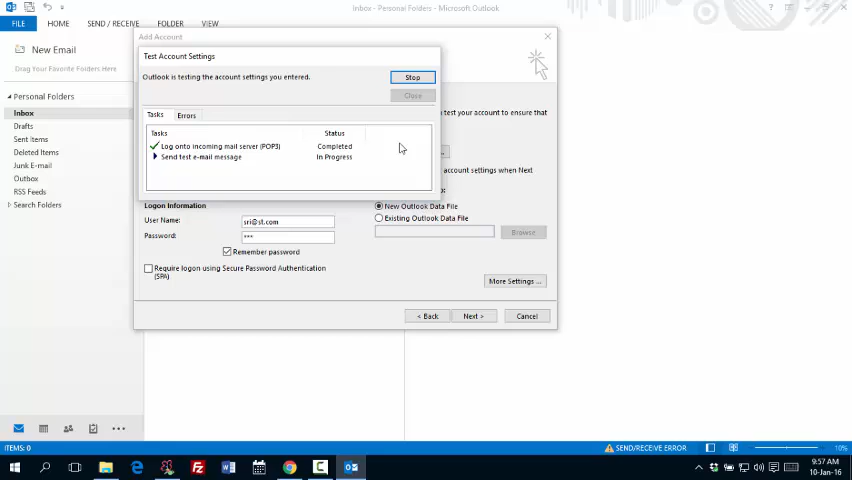 Inbox - Personal Folders - Microsoft Outlook
FILE HOME SEND / RECEIVE FOLDER VIEW
New Email
Drag Your Favorite Folders Here
Personal Folders
Inbox
Drafts
Sent Items
Deleted Items
Junk E-mail
Outbox
RSS Feeds
Search Folders
Add Account
Test Account Settings
Outlook is testing the account settings you entered.
Stop
Close
Tasks Errors
Tasks Status
Log onto incoming mail server (POP3) Completed
Send test e-mail message In Progress
test your account to ensure that
account settings when Next
Logon Information
User Name: sri@st.com
Password: ***
Remember password
Require logon using Secure Password Authentication
(SPA)
New Outlook Data File
Existing Outlook Data File
Browse
More Settings ...
< Back Next > Cancel
ITEMS: 0
SEND/RECEIVE ERROR
10%
9:57 AM
10-Jan-16